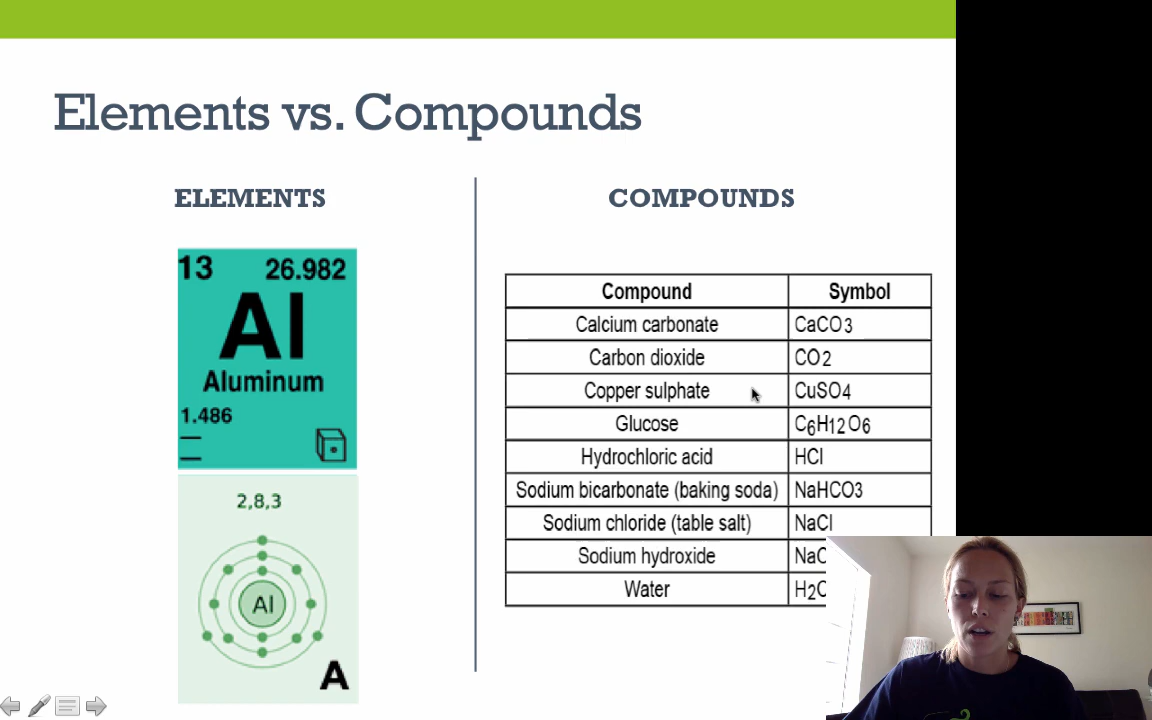 Elements vs. Compounds
ELEMENTS
13 26.982
Al
Aluminum
1.486
2,8,3
Al
A
COMPOUNDS
Compound Symbol
Calcium carbonate CaCO3
Carbon dioxide CO2
Copper sulphate CuSO4
Glucose C6H12O6
Hydrochloric acid HCl
Sodium bicarbonate (baking soda) NaHCO3
Sodium chloride (table salt) NaCl
Sodium hydroxide
Water